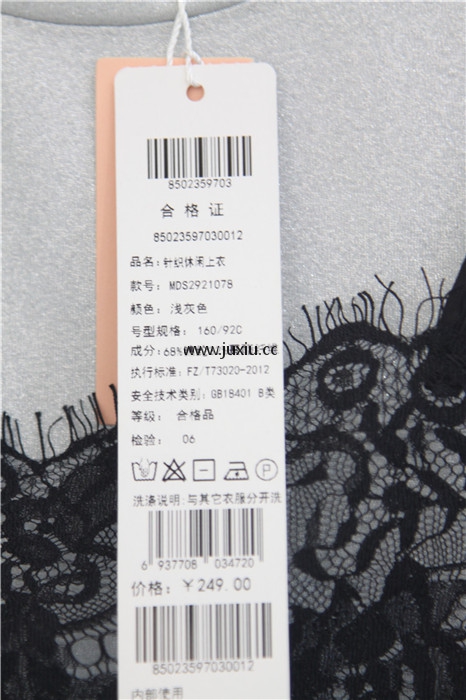 8502359703
合格证
85023597030012
品名: 针织休闲上衣
款号: MDS2921078
颜色: 浅灰色
号型规格: 160/92C
成分: 68%
www.juxiu.cc
执行标准: FZ/T73020-2012
安全技术类别: GB18401 B类
等级: 合格品
检验: 06
洗涤说明:与其它衣服分开洗
6 937708 034720
价格: ￥249.00
85023597030012
内部使用